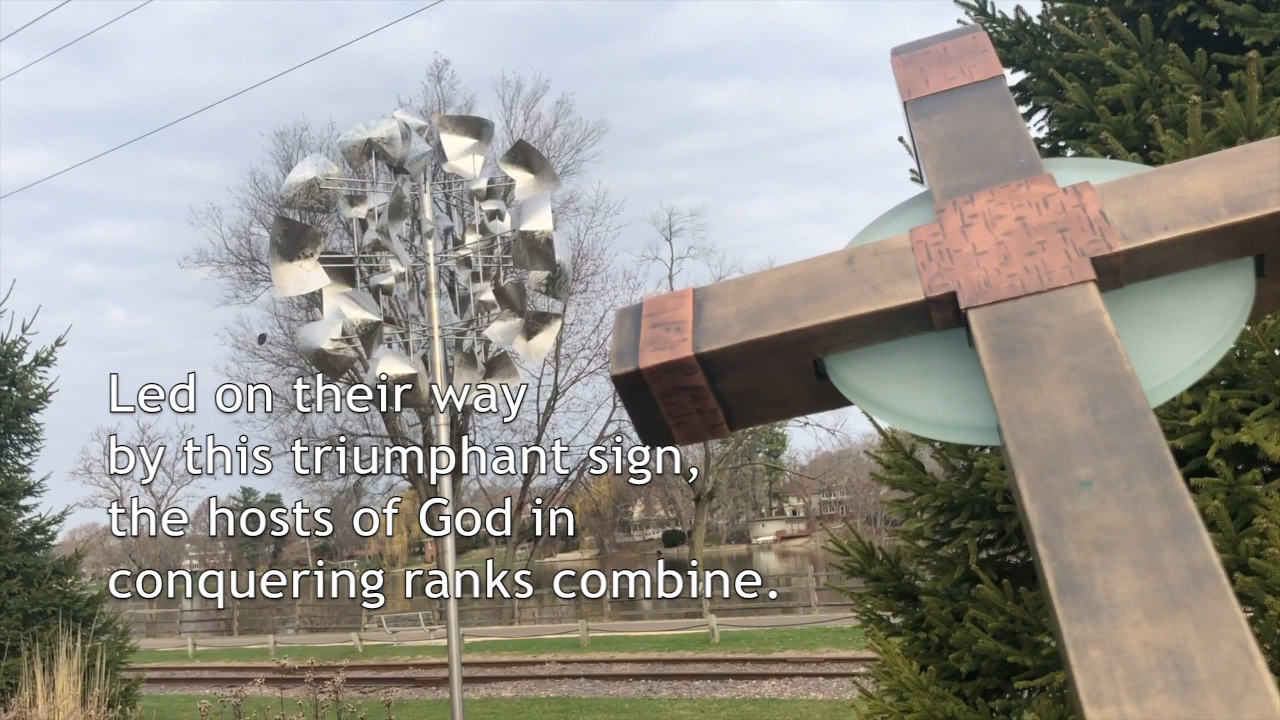 Led on their way
by this triumphant sign,
the hosts of God in
conquering ranks combine.